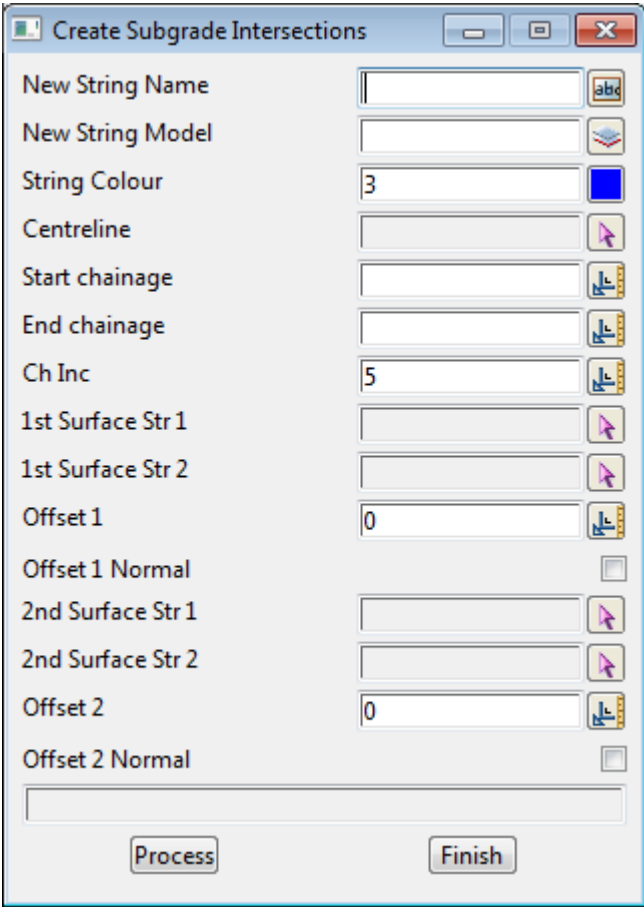 Create Subgrade Intersections
New String Name abc
New String Model
String Colour 3
Centreline
Start chainage
End chainage
Ch Inc 5
1st Surface Str 1
1st Surface Str 2
Offset 1 0
Offset 1 Normal
2nd Surface Str 1
2nd Surface Str 2
Offset 2 0
Offset 2 Normal
Process Finish